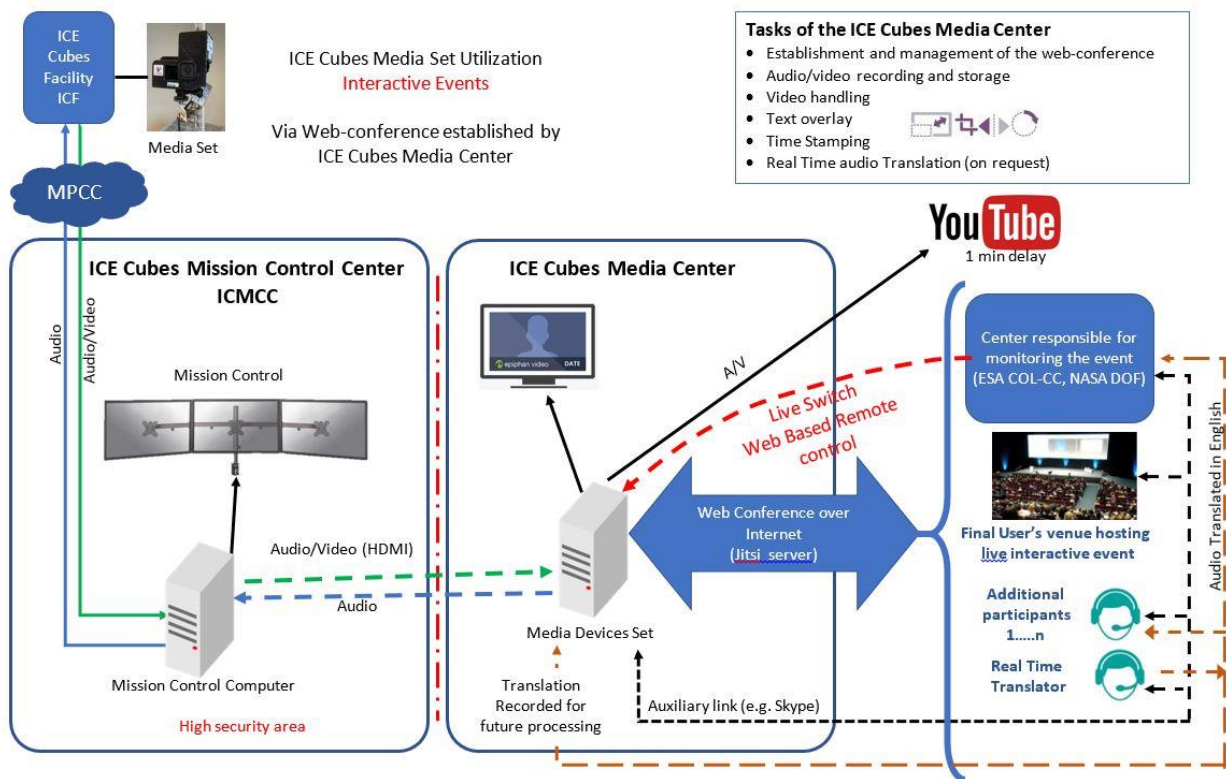 ICE
Cubes
Facility
ICF
Media Set
ICE Cubes Media Set Utilization
Interactive Events
Via Web-conference established by
ICE Cubes Media Center
Tasks of the ICE Cubes Media Center
• Establishment and management of the web-conference
• Audio/video recording and storage
• Video handling
• Text overlay
• Time Stamping
• Real Time audio Translation (on request)
MPCC
YouTube
1 min delay
ICE Cubes Mission Control Center
ICMCC
Audio
Audio/Video
Mission Control
Audio/Video (HDMI)
Audio
Mission Control Computer
High security area
ICE Cubes Media Center
epiphan video DATE
A/V
Live Switch
Web Based Remote
control
Web Conference over
Internet
(Jitsi server)
Media Devices Set
Translation
Recorded for
future processing
Auxiliary link (e.g. Skype)
Center responsible for
monitoring the event
(ESA COL-CC, NASA DOF)
Final User's venue hosting
live interactive event
Additional
participants
1.....n
Real Time
Translator
Audio Translated in English